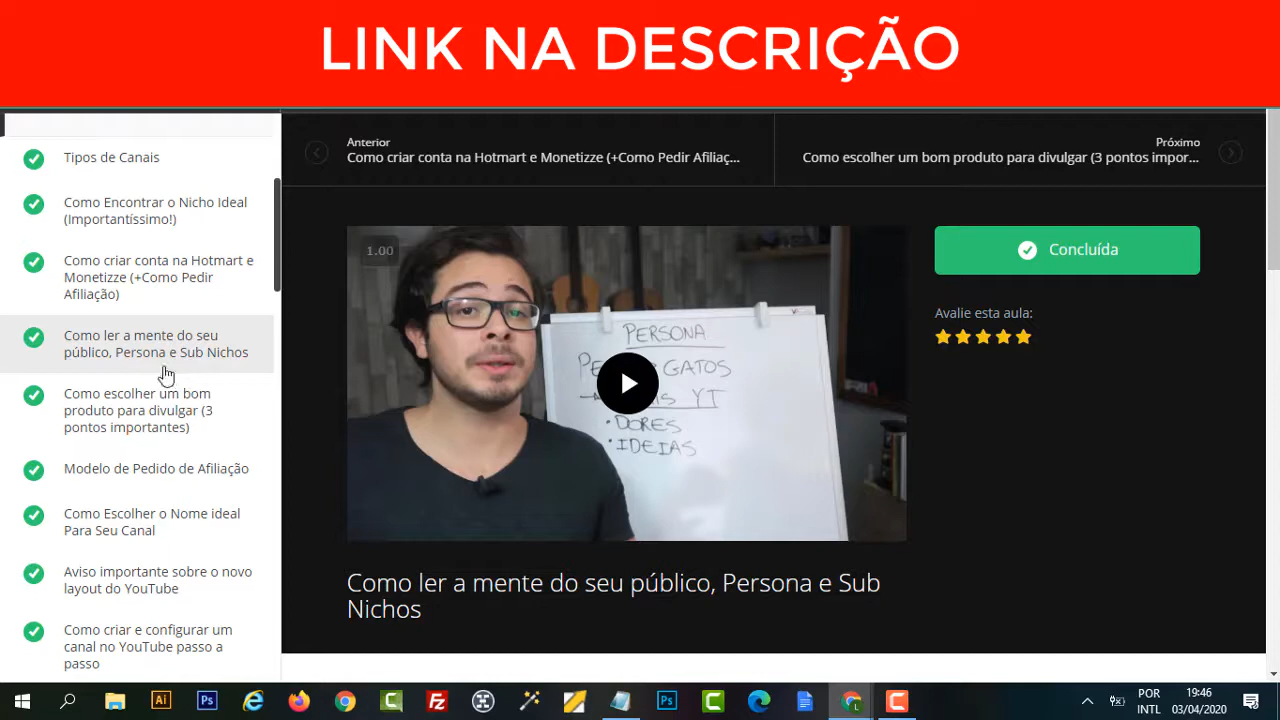 LINK NA DESCRIÇÃO
Tipos de Canais
Como Encontrar o Nicho Ideal
(Importantíssimo!)
Como criar conta na Hotmart e
Monetizze (+Como Pedir
Afiliação)
Como ler a mente do seu
público, Persona e Sub Nichos
Como escolher um bom
produto para divulgar (3
pontos importantes)
Modelo de Pedido de Afiliação
Como Escolher o Nome ideal
Para Seu Canal
Aviso importante sobre o novo
layout do YouTube
Como criar e configurar um
canal no YouTube passo a
passo
Anterior
Como criar conta na Hotmart e Monetizze (+Como Pedir Afiliaç...
Próximo
Como escolher um bom produto para divulgar (3 pontos impor...
1.00
PERSONA
GATOS
YT
• DORES
• IDEIAS
Concluída
Avalie esta aula:
Como ler a mente do seu público, Persona e Sub
Nichos
Ai
Ps
Fz
Ps
POR
INTL
19:46
03/04/2020